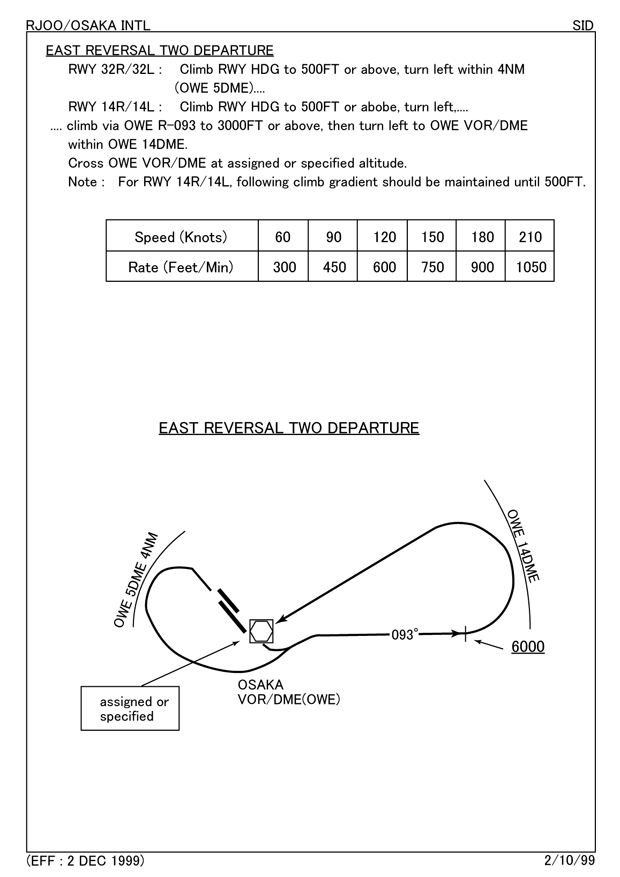 RJOO/OSAKA INTL SID
EAST REVERSAL TWO DEPARTURE
RWY 32R/32L : Climb RWY HDG to 500FT or above, turn left within 4NM
(OWE 5DME)....
RWY 14R/14L : Climb RWY HDG to 500FT or abobe, turn left,....
.... climb via OWE R-093 to 3000FT or above, then turn left to OWE VOR/DME
within OWE 14DME.
Cross OWE VOR/DME at assigned or specified altitude.
Note : For RWY 14R/14L, following climb gradient should be maintained until 500FT.
Speed (Knots) 60 90 120 150 180 210
Rate (Feet/Min) 300 450 600 750 900 1050
EAST REVERSAL TWO DEPARTURE
OWE 5DME 4NM
OWE 14DME
093°
6000
OSAKA
VOR/DME(OWE)
assigned or
specified
(EFF : 2 DEC 1999) 2/10/99